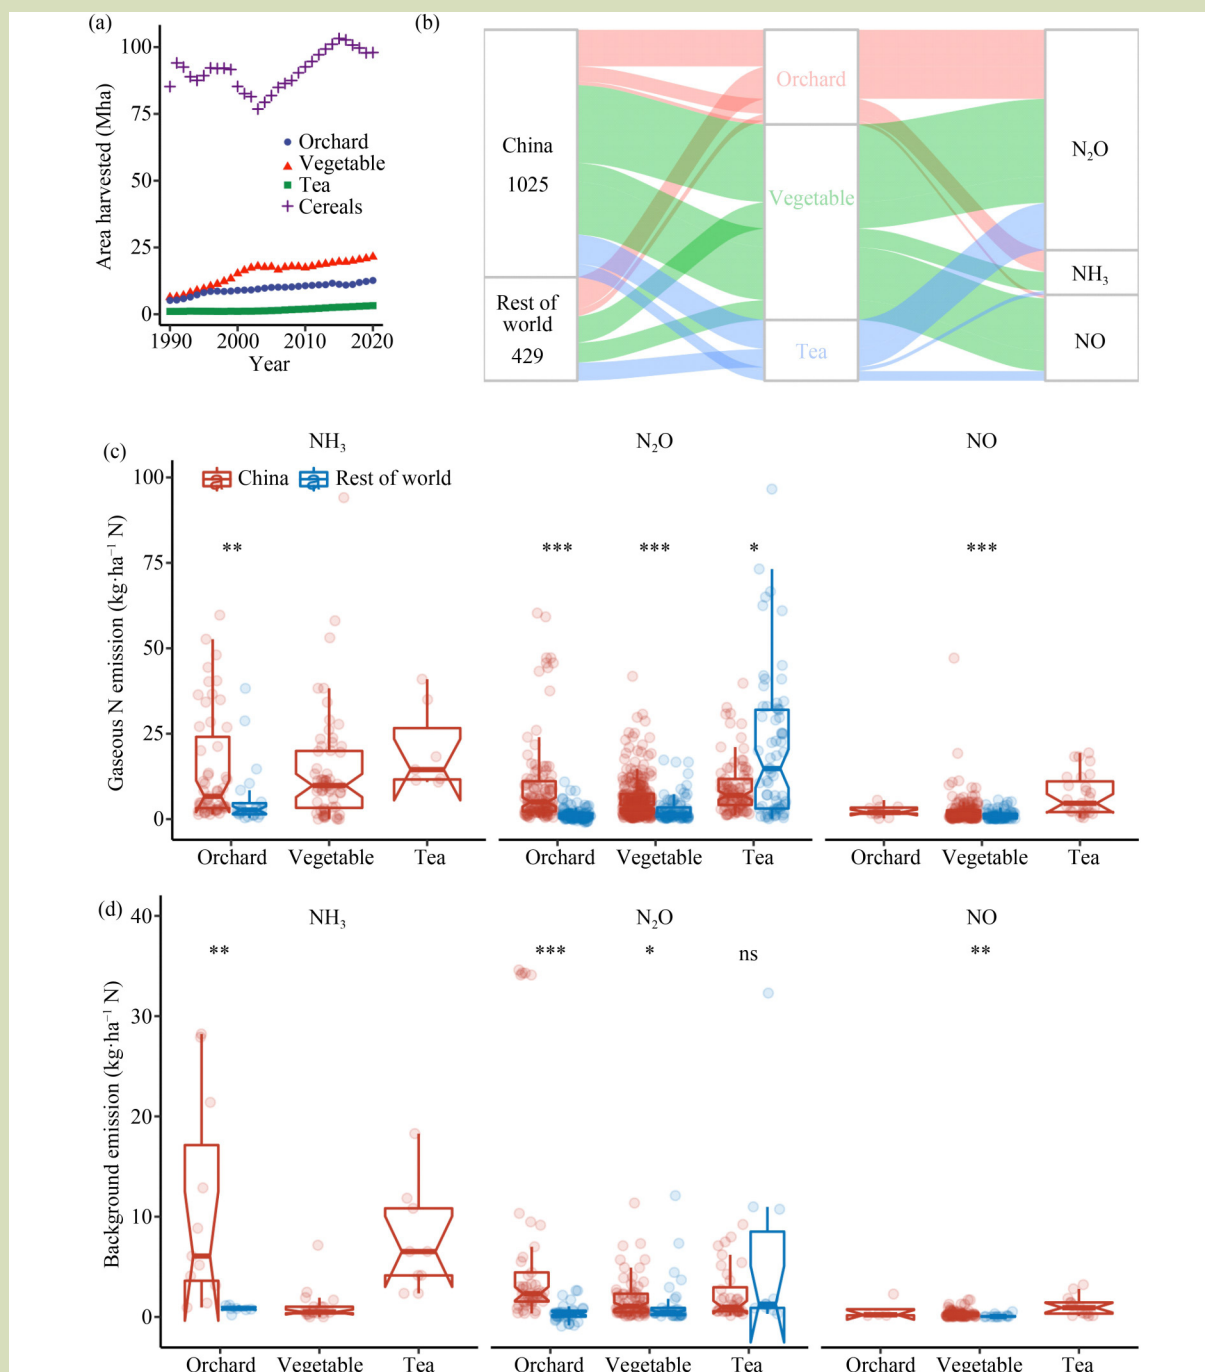 (a)
100
75
50
25
0
Area harvested (Mha)
Orchard
Vegetable
Tea
Cereals
1990 2000 2010 2020
Year
(b)
China
1025
Rest of
world
429
Orchard
Vegetable
Tea
N₂O
NH₃
NO
(c)
NH₃ N₂O NO
China Rest of world
100
75
50
25
0
Gaseous N emission (kg·ha⁻¹ N)
** *** *** * ***
Orchard Vegetable Tea Orchard Vegetable Tea Orchard Vegetable Tea
(d)
NH₃ N₂O NO
40
30
20
10
0
Background emission (kg·ha⁻¹ N)
** *** * ns **
Orchard Vegetable Tea Orchard Vegetable Tea Orchard Vegetable Tea